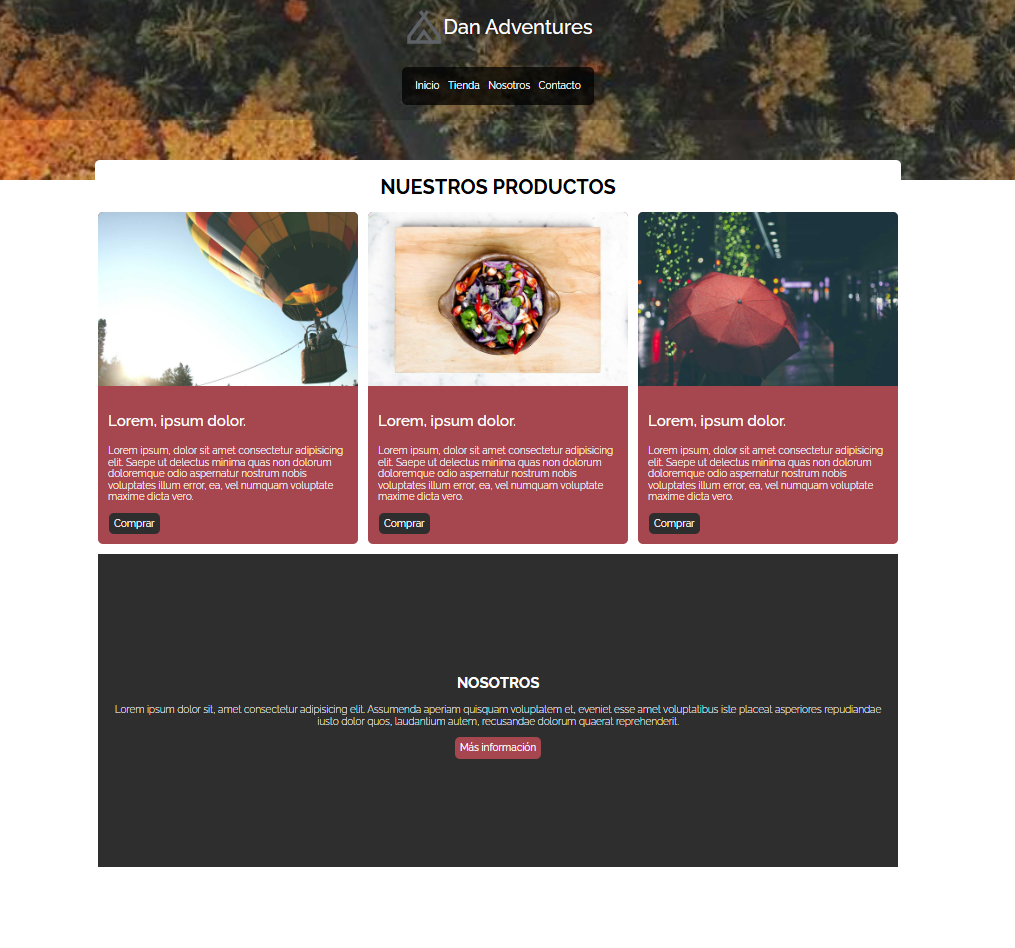 Dan Adventures
Inicio Tienda Nosotros Contacto
NUESTROS PRODUCTOS
Lorem, ipsum dolor.
Lorem ipsum, dolor sit amet consectetur adipisicing
elit. Saepe ut delectus minima quas non dolorum
doloremque odio aspernatur nostrum nobis
voluptates illum error, ea, vel numquam voluptate
maxime dicta vero.
Comprar
Lorem, ipsum dolor.
Lorem ipsum, dolor sit amet consectetur adipisicing
elit. Saepe ut delectus minima quas non dolorum
doloremque odio aspernatur nostrum nobis
voluptates illum error, ea, vel numquam voluptate
maxime dicta vero.
Comprar
Lorem, ipsum dolor.
Lorem ipsum, dolor sit amet consectetur adipisicing
elit. Saepe ut delectus minima quas non dolorum
doloremque odio aspernatur nostrum nobis
voluptates illum error, ea, vel numquam voluptate
maxime dicta vero.
Comprar
NOSOTROS
Lorem ipsum dolor sit, amet consectetur adipisicing elit. Assumenda aperiam quisquam voluptatem et, eveniet esse amet voluptatibus iste placeat asperiores repudiandae
iusto dolor quos, laudantium autem, recusandae dolorum quaerat reprehenderit.
Más información